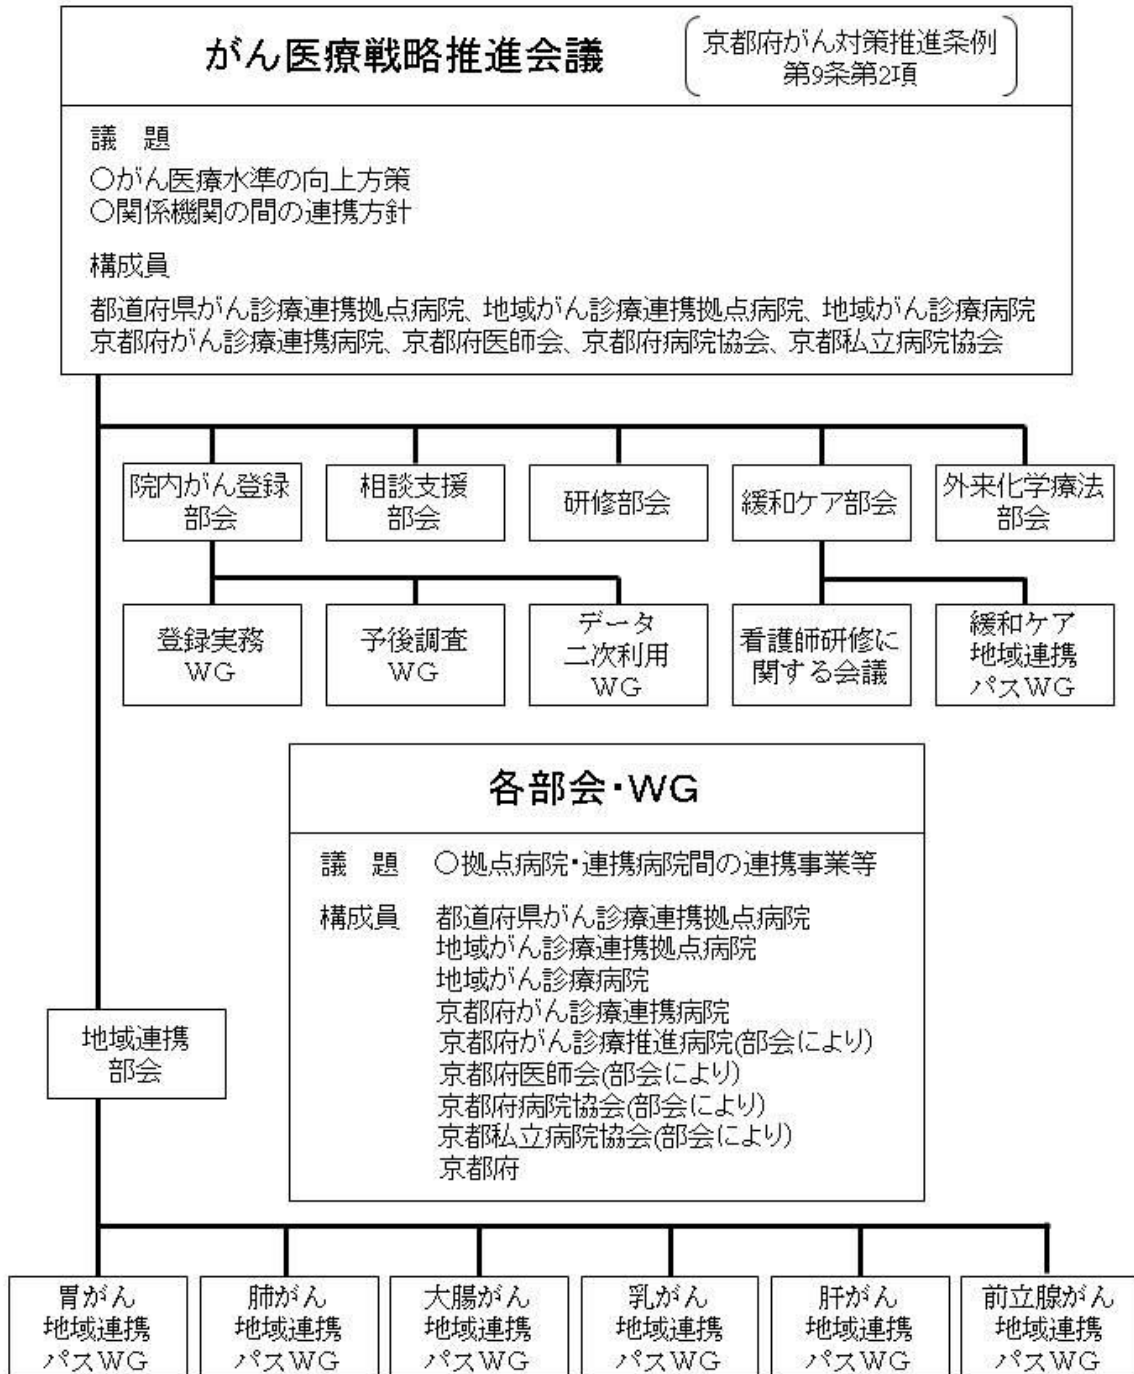 がん医療戦略推進会議
京都府がん対策推進条例
第9条第2項
議　題
○がん医療水準の向上方策
○関係機関の間の連携方針
構成員
都道府県がん診療連携拠点病院、地域がん診療連携拠点病院、地域がん診療病院
京都府がん診療連携病院、京都府医師会、京都府病院協会、京都私立病院協会
院内がん登録
部会
相談支援
部会
研修部会
緩和ケア部会
外来化学療法
部会
登録実務
WG
予後調査
WG
データ
二次利用
WG
看護師研修に
関する会議
緩和ケア
地域連携
パスWG
各部会・WG
議　題　○拠点病院・連携病院間の連携事業等
構成員　都道府県がん診療連携拠点病院
地域がん診療連携拠点病院
地域がん診療病院
京都府がん診療連携病院
京都府がん診療推進病院(部会により)
京都府医師会(部会により)
京都府病院協会(部会により)
京都私立病院協会(部会により)
京都府
地域連携
部会
胃がん
地域連携
パスWG
肺がん
地域連携
パスWG
大腸がん
地域連携
パスWG
乳がん
地域連携
パスWG
肝がん
地域連携
パスWG
前立腺がん
地域連携
パスWG